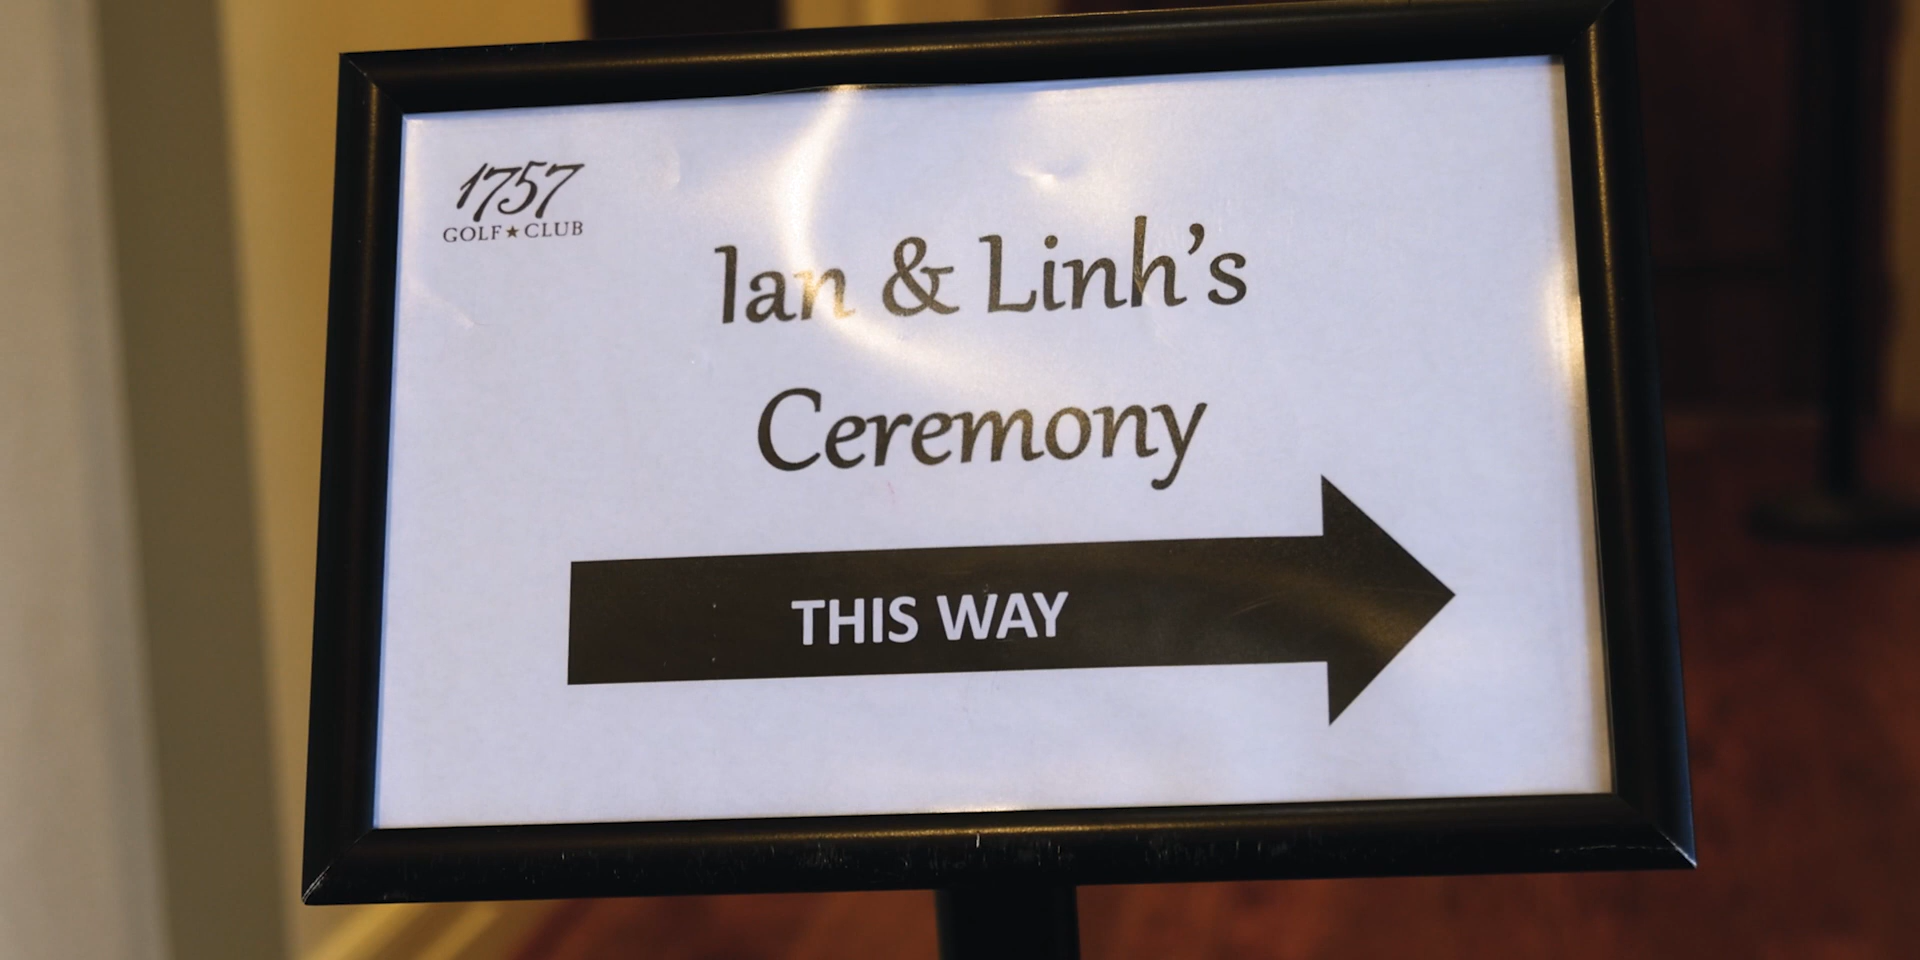 1757
GOLF★CLUB
Ian & Linh's
Ceremony
THIS WAY